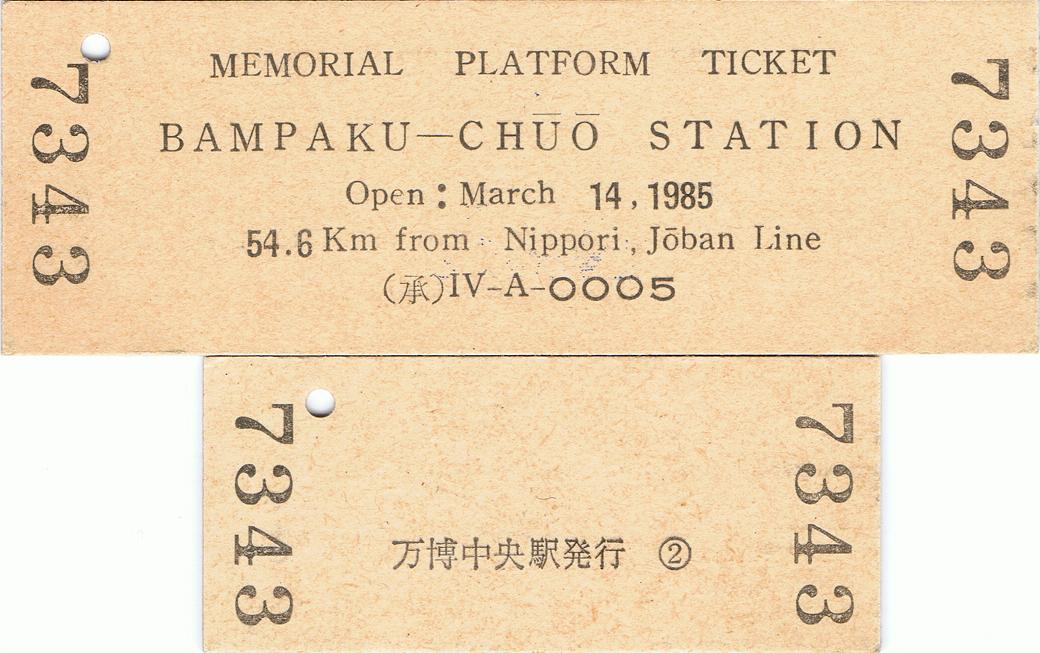 7343
MEMORIAL PLATFORM TICKET
BAMPAKU—CHŪŌ STATION
Open : March 14, 1985
54.6 Km from Nippori, Jōban Line
(承)IV-A-0005
7343
7343
万博中央駅発行 ②
7343